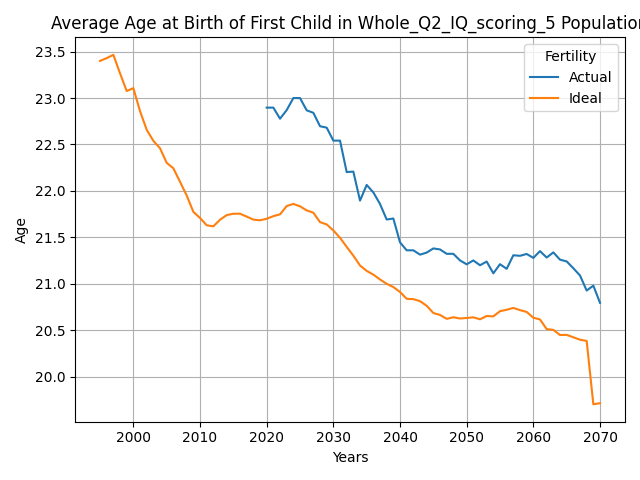 Average Age at Birth of First Child in Whole_Q2_IQ_scoring_5 Population
Fertility
Actual
Ideal
Age
23.5
23.0
22.5
22.0
21.5
21.0
20.5
20.0
2000 2010 2020 2030 2040 2050 2060 2070
Years